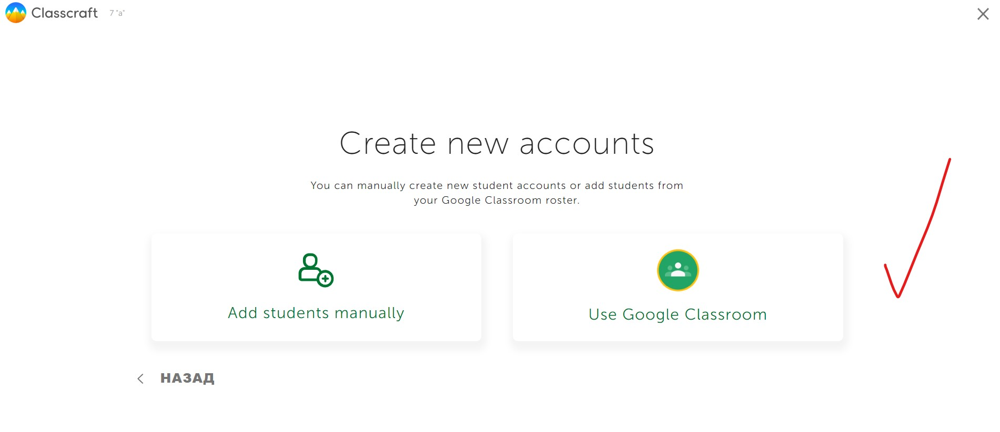 Classcraft 7 "a"
Create new accounts
You can manually create new student accounts or add students from
your Google Classroom roster.
Add students manually
Use Google Classroom
НАЗАД